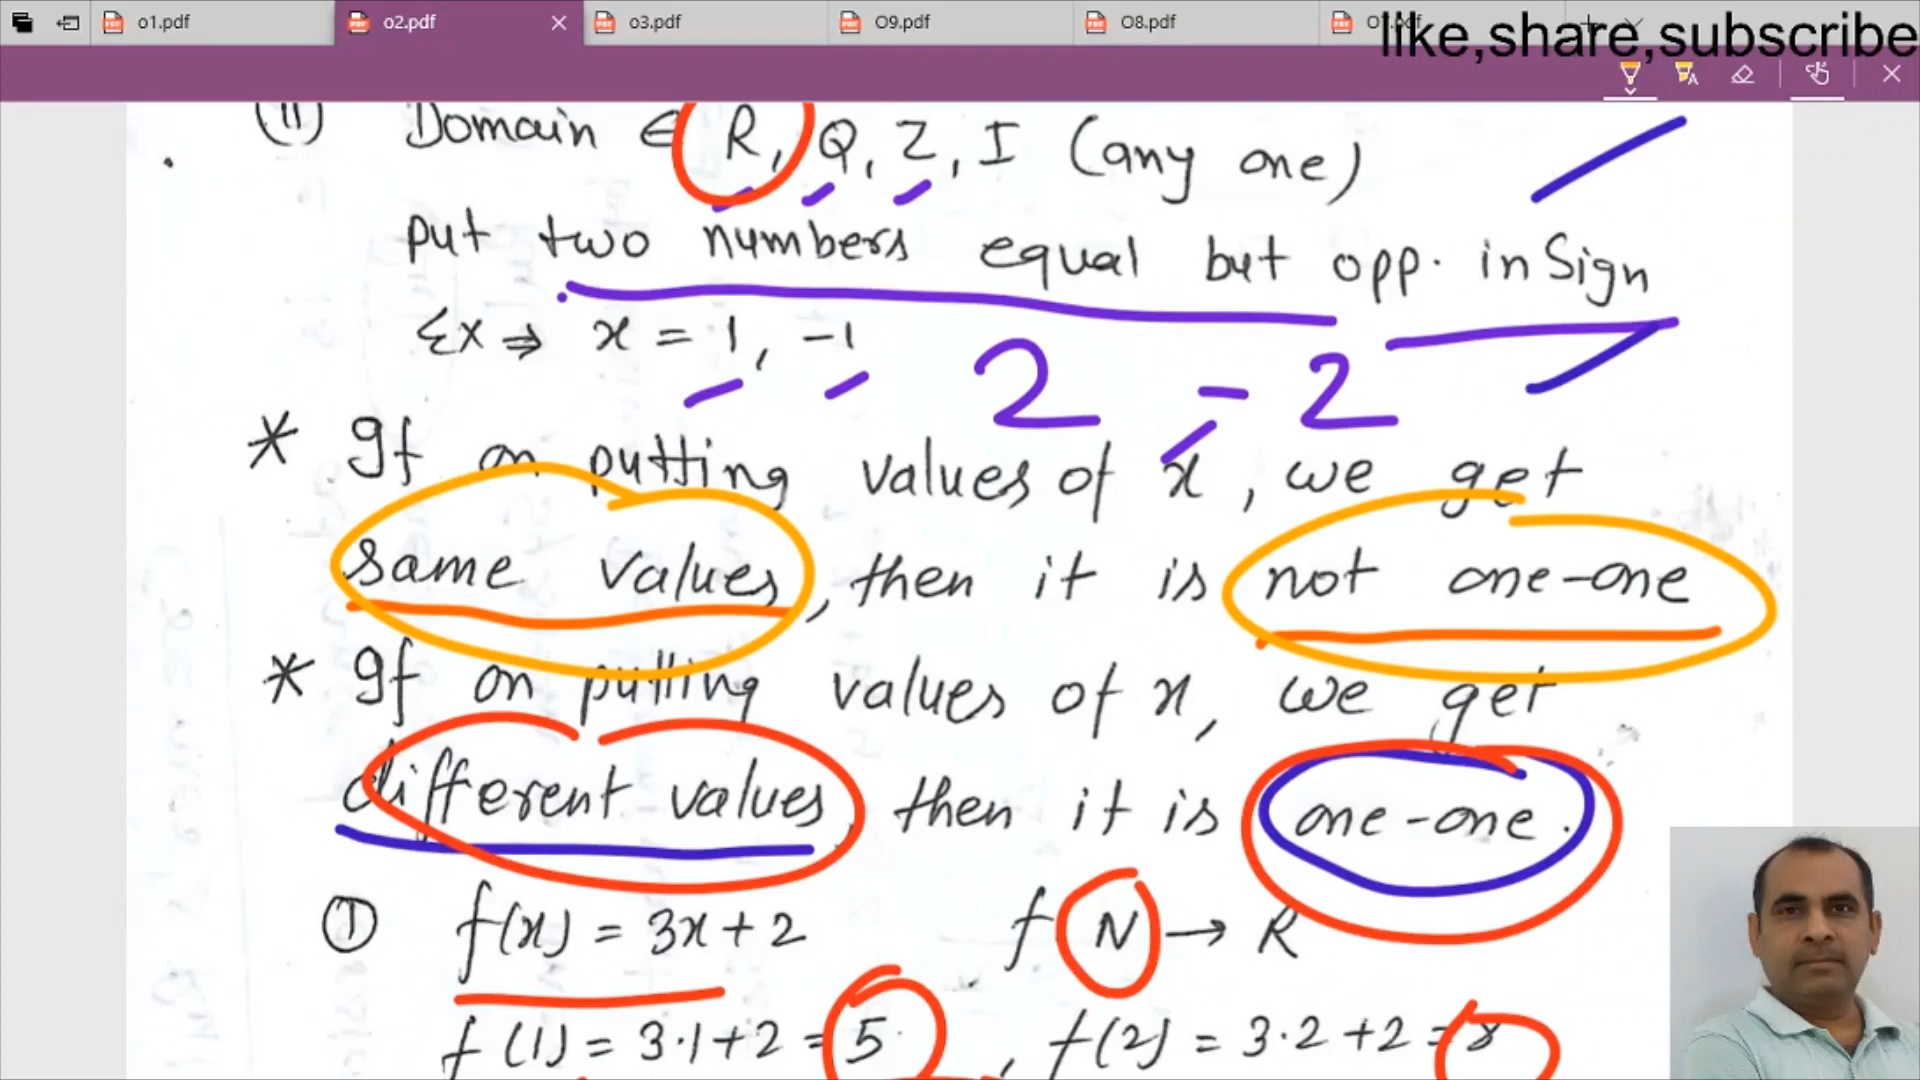 o1.pdf
o2.pdf
o3.pdf
O9.pdf
O8.pdf
like,share,subscribe
(II) Domain ∈ R, Q, Z, I (any one)
put two numbers equal but opp. in Sign
Ex ⇒ x = 1, -1
2 , -2
* If on putting values of x, we get
same values, then it is not one-one
* If on putting values of x, we get
different values, then it is one-one.
① f(x) = 3x+2 f N → R
f(1) = 3·1+2 = 5 , f(2) = 3·2+2 = 8